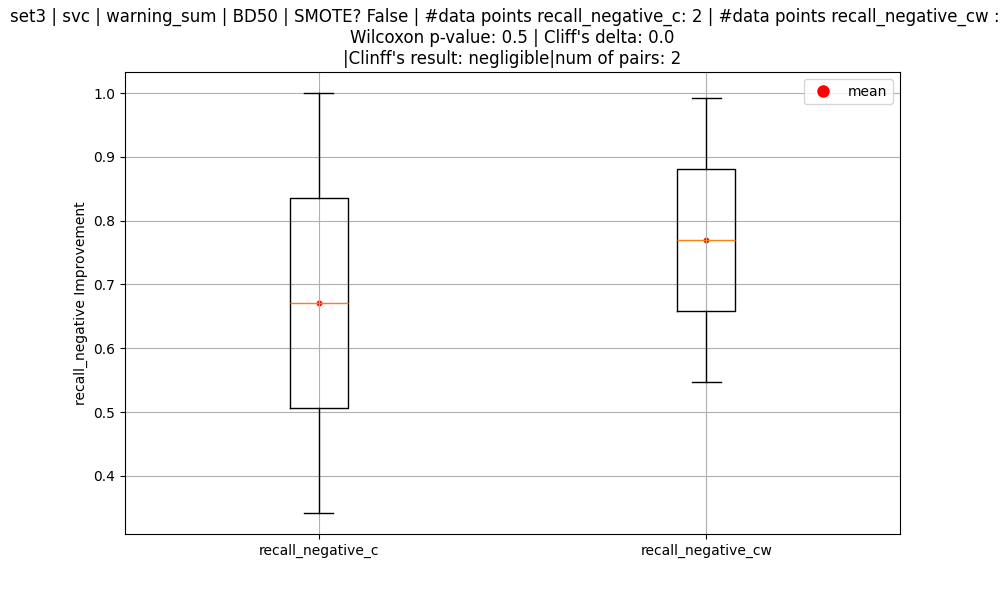 set3 | svc | warning_sum | BD50 | SMOTE? False | #data points recall_negative_c: 2 | #data points recall_negative_cw :
Wilcoxon p-value: 0.5 | Cliff's delta: 0.0
|Clinff's result: negligible|num of pairs: 2
mean
1.0
0.9
0.8
0.7
0.6
0.5
0.4
recall_negative Improvement
recall_negative_c
recall_negative_cw